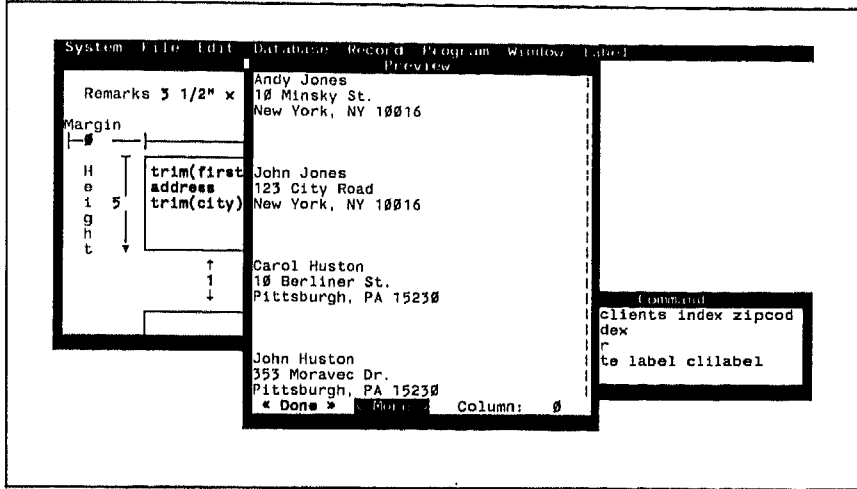 System File Edit Database Record Program Window Label
Preview
Remarks 3 1/2" x
Margin
0
Height
5
trim(first
address
trim(city)
1
Andy Jones
10 Minsky St.
New York, NY 10016
John Jones
123 City Road
New York, NY 10016
Carol Huston
10 Berliner St.
Pittsburgh, PA 15230
John Huston
353 Moravec Dr.
Pittsburgh, PA 15230
« Done » « More » Column: 0
Command
clients index zipcod
dex
r
te label clilabel